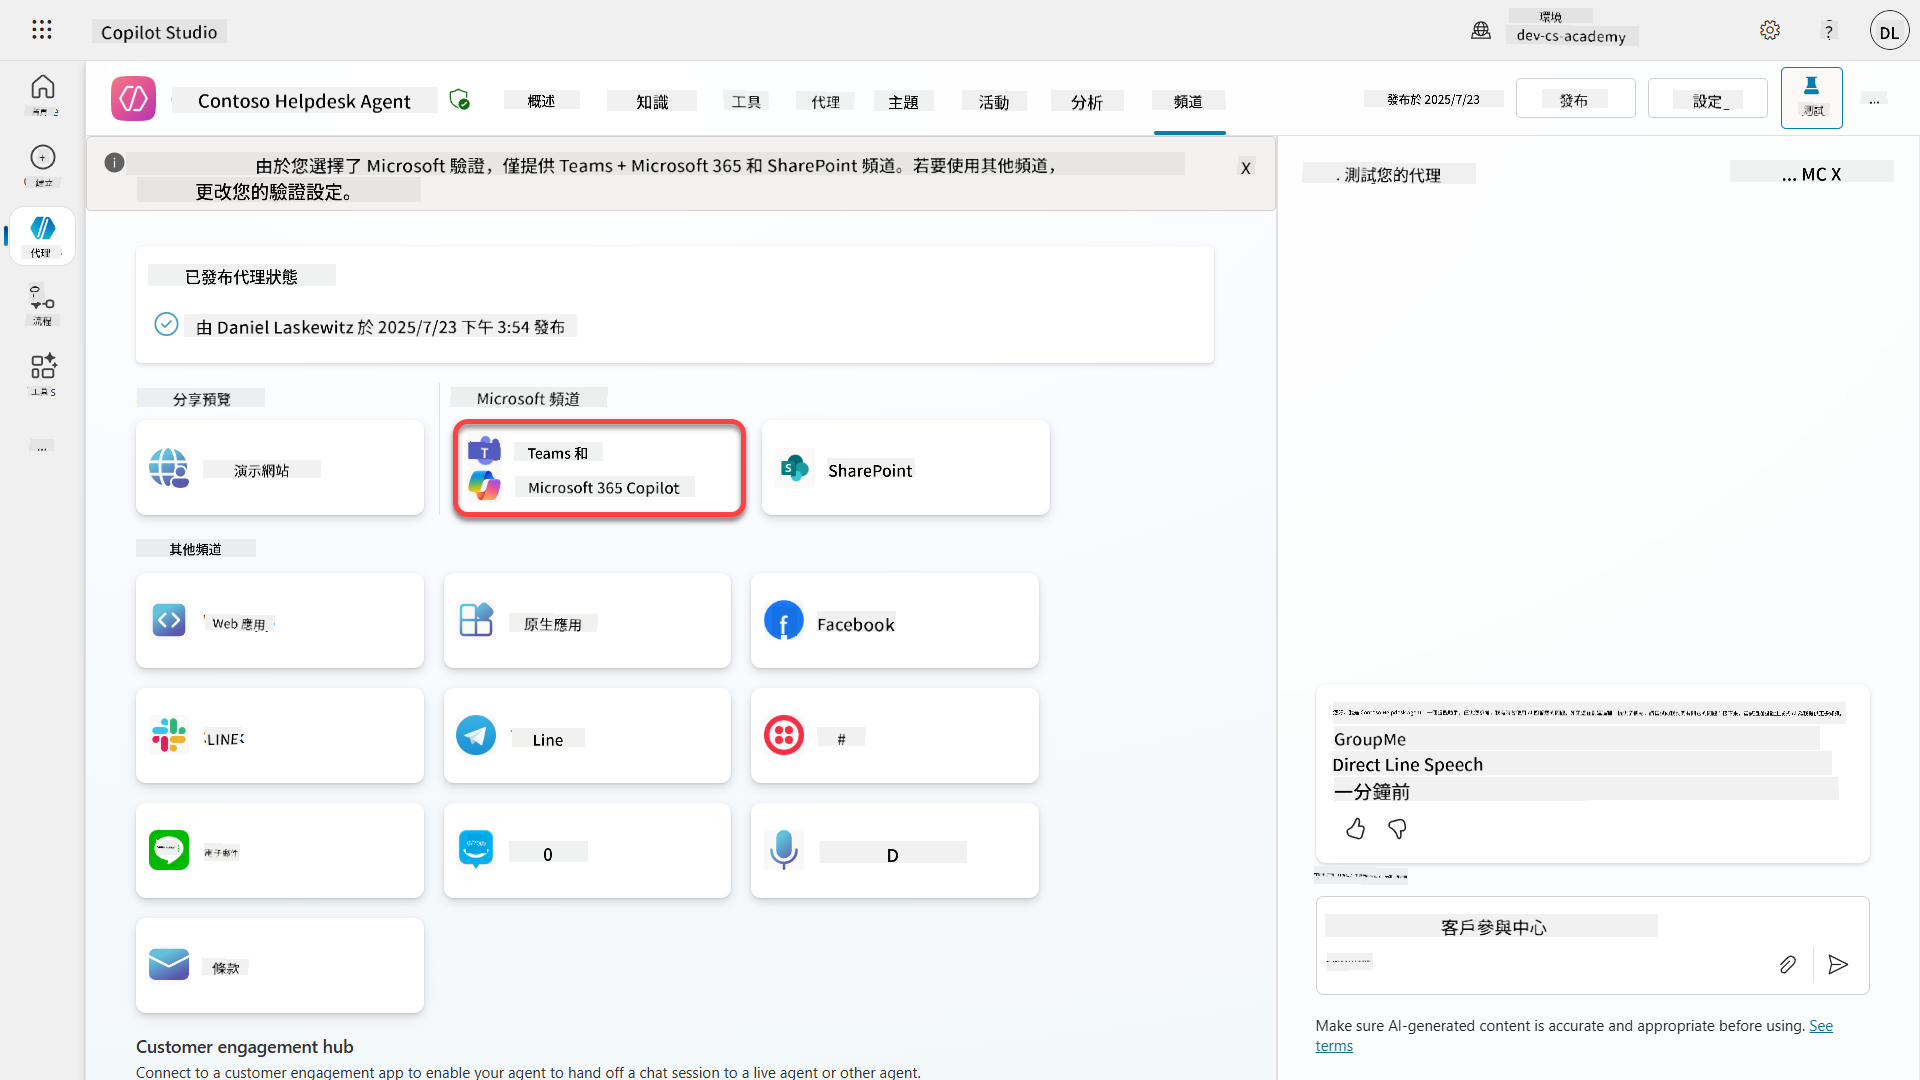 Copilot Studio
環境
dev-cs-academy
?
DL
Contoso Helpdesk Agent
概述
知識
工具
代理
主題
活動
分析
頻道
發布於 2025/7/23
發布
設定
測試
...
建立
代理
流程
工具 S
...
由於您選擇了 Microsoft 驗證，僅提供 Teams + Microsoft 365 和 SharePoint 頻道。若要使用其他頻道，
更改您的驗證設定。
X
. 測試您的代理
... MC X
已發布代理狀態
由 Daniel Laskewitz 於 2025/7/23 下午 3:54 發布
分享預覽
Microsoft 頻道
演示網站
Teams 和
Microsoft 365 Copilot
SharePoint
其他頻道
Web 應用
原生應用
Facebook
LINE
Line
#
電子郵件
0
D
條款
GroupMe
Direct Line Speech
一分鐘前
客戶參與中心
Make sure AI-generated content is accurate and appropriate before using. See
terms
Customer engagement hub
Connect to a customer engagement app to enable your agent to hand off a chat session to a live agent or other agent.